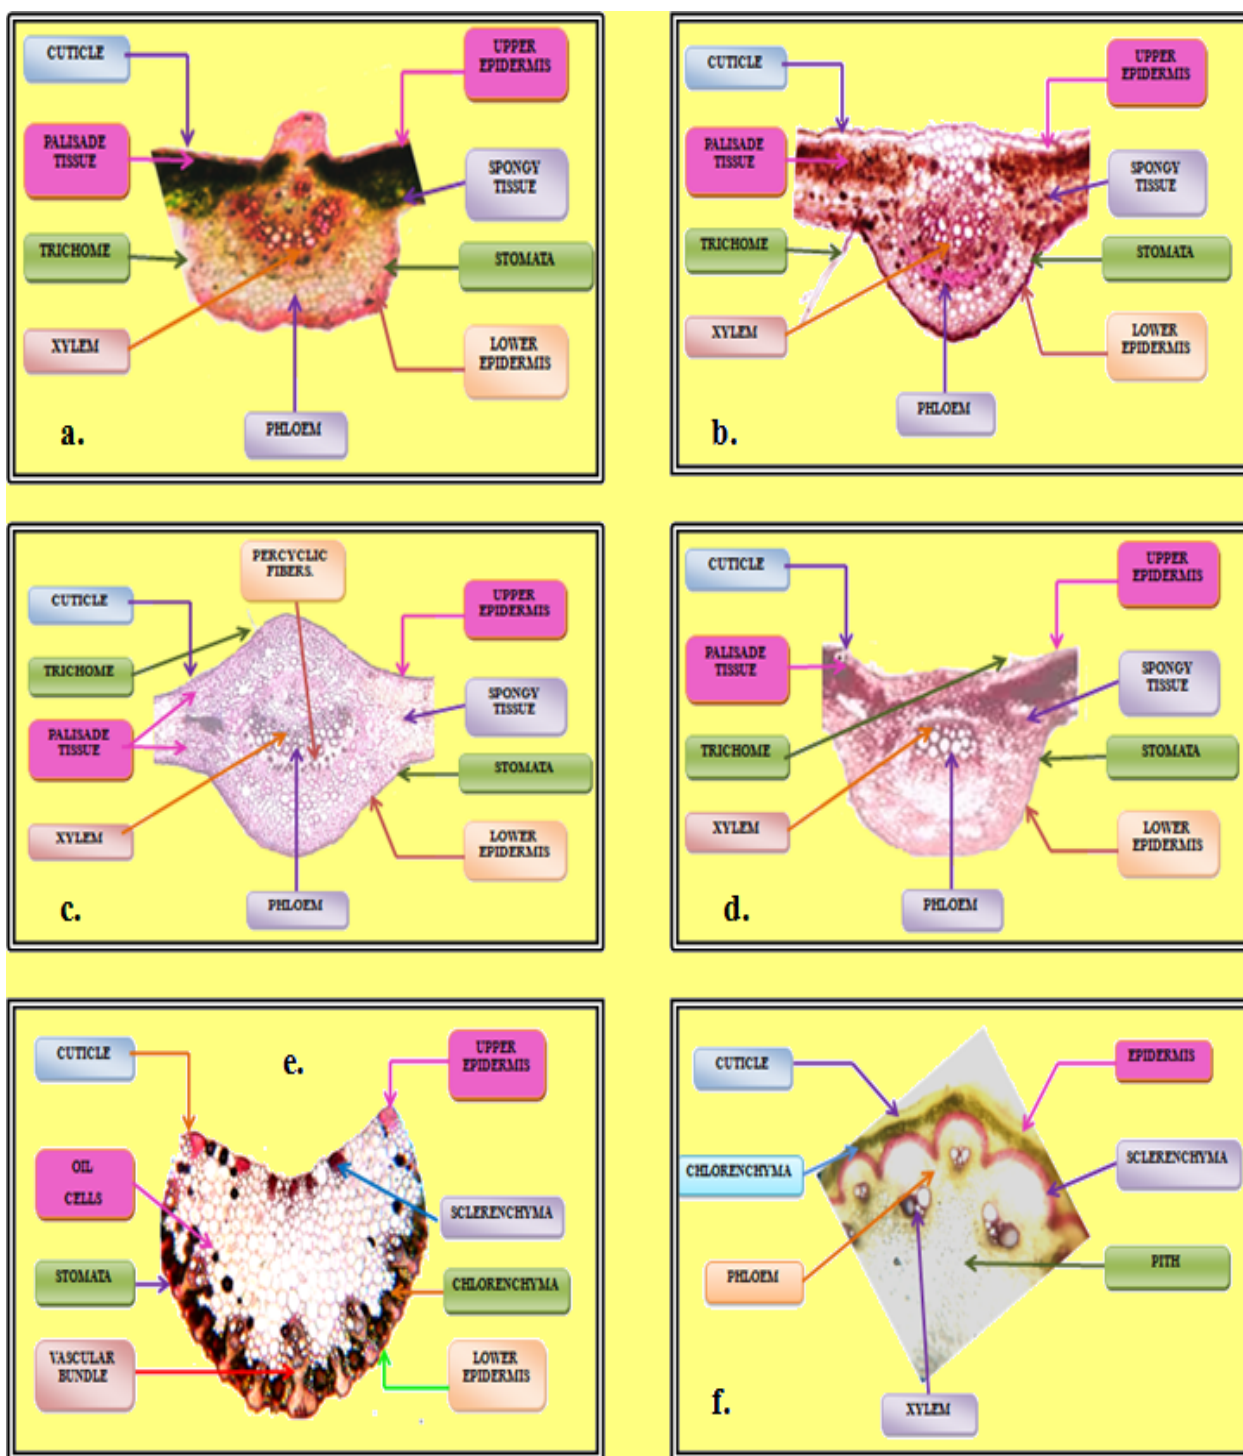 CUTICLE
UPPER
EPIDERMIS
PALISADE
TISSUE
SPONGY
TISSUE
TRICHOME
STOMATA
XYLEM
LOWER
EPIDERMIS
PHLOEM
a.
CUTICLE
UPPER
EPIDERMIS
PALISADE
TISSUE
SPONGY
TISSUE
TRICHOME
STOMATA
XYLEM
LOWER
EPIDERMIS
PHLOEM
b.
PERCYCLIC
FIBERS.
CUTICLE
UPPER
EPIDERMIS
TRICHOME
SPONGY
TISSUE
PALISADE
TISSUE
STOMATA
XYLEM
LOWER
EPIDERMIS
PHLOEM
c.
CUTICLE
UPPER
EPIDERMIS
PALISADE
TISSUE
SPONGY
TISSUE
TRICHOME
STOMATA
XYLEM
LOWER
EPIDERMIS
PHLOEM
d.
CUTICLE
e.
UPPER
EPIDERMIS
OIL
CELLS
SCLERENCHYMA
STOMATA
CHLORENCHYMA
VASCULAR
BUNDLE
LOWER
EPIDERMIS
CUTICLE
EPIDERMIS
CHLORENCHYMA
SCLERENCHYMA
PHLOEM
PITH
XYLEM
f.